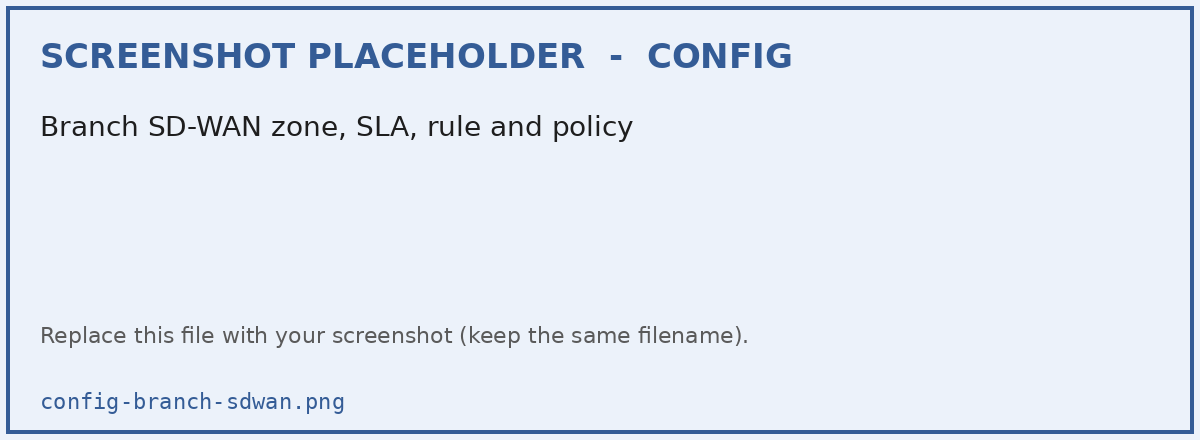 SCREENSHOT PLACEHOLDER - CONFIG
Branch SD-WAN zone, SLA, rule and policy
Replace this file with your screenshot (keep the same filename).
config-branch-sdwan.png